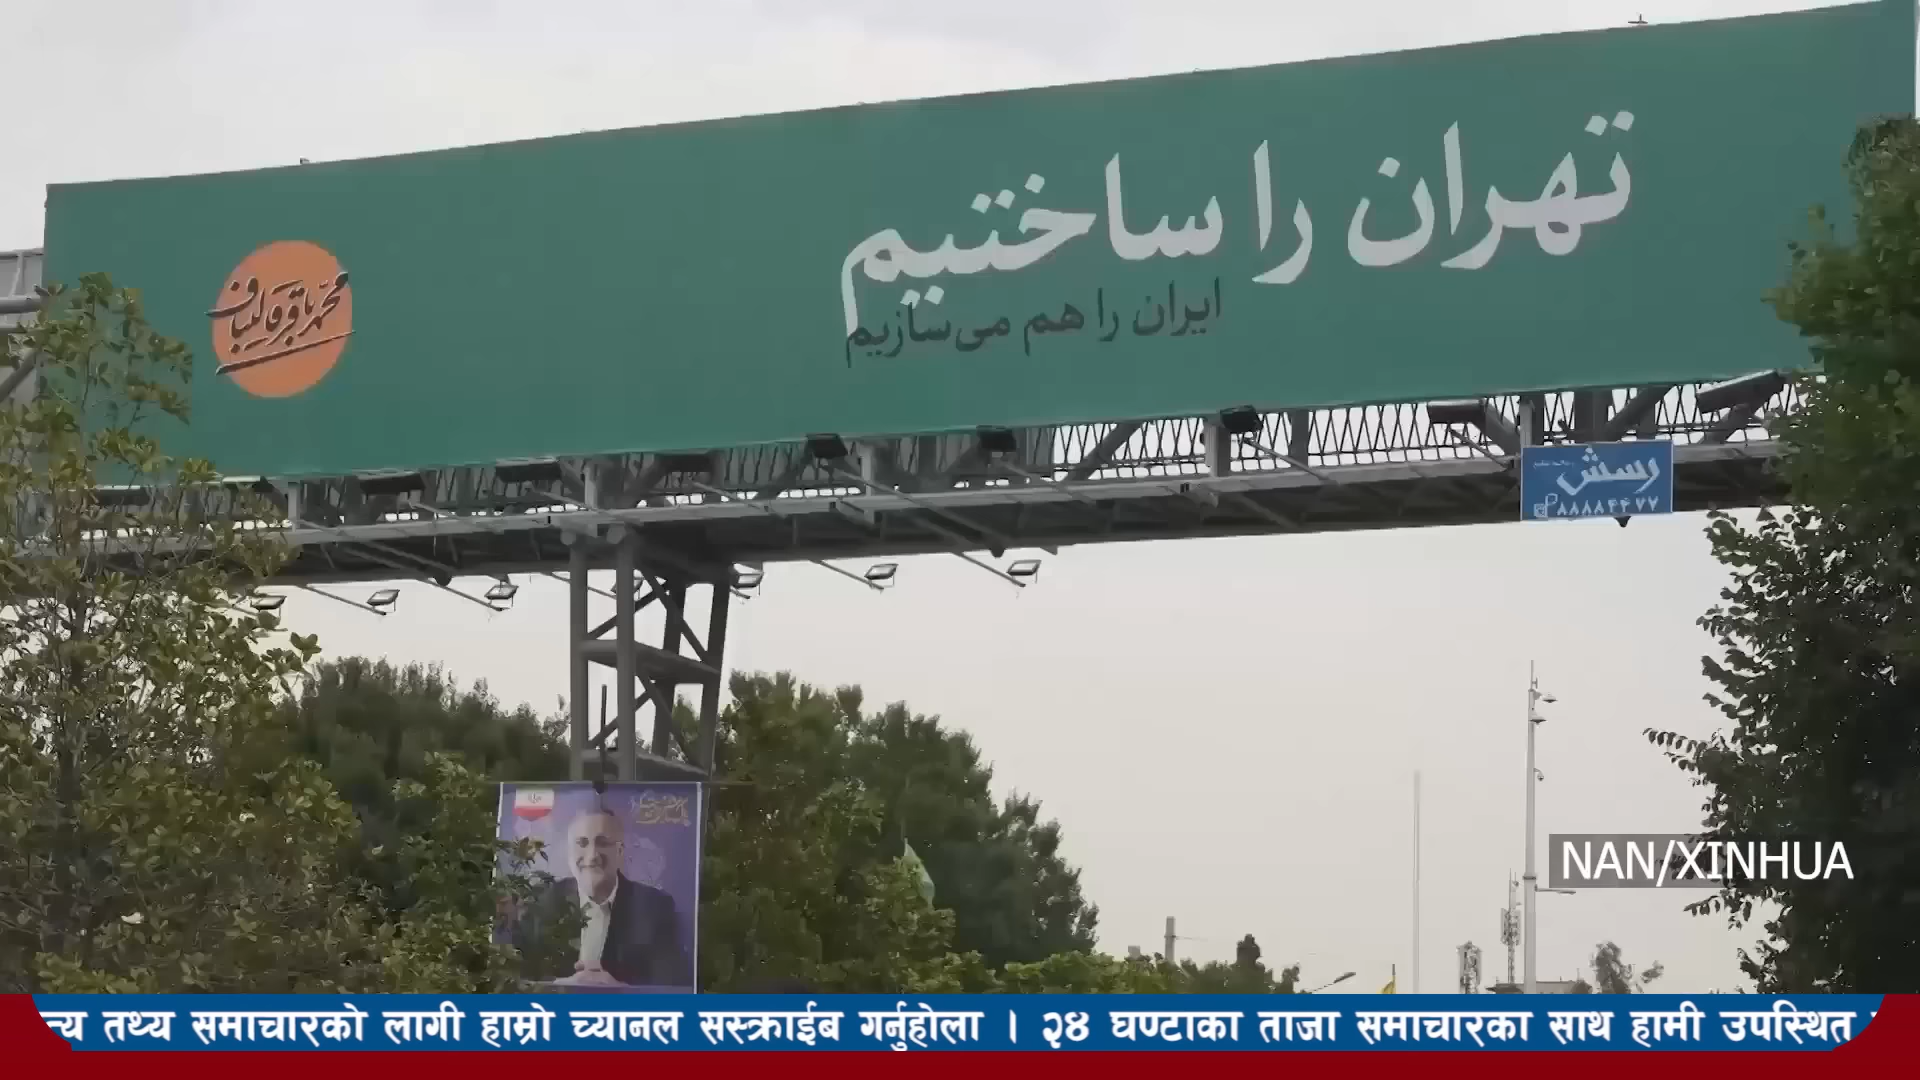 تهران را ساختیم
ایران را هم می‌سازیم
محمدباقر قالیباف
رسش
۸۸۸۸۴۴۷۷
NAN/XINHUA
न्य तथ्य समाचारको लागी हाम्रो च्यानल सस्क्राईब गर्नुहोला । २४ घण्टाका ताजा समाचारका साथ हामी उपस्थित